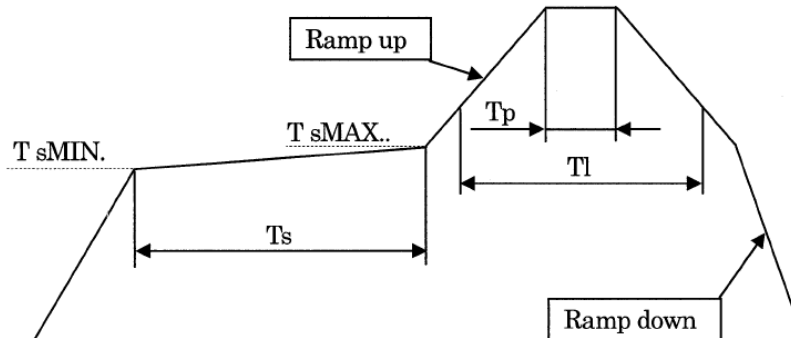 Ramp up
Tp
T sMAX..
T sMIN.
Tl
Ts
Ramp down